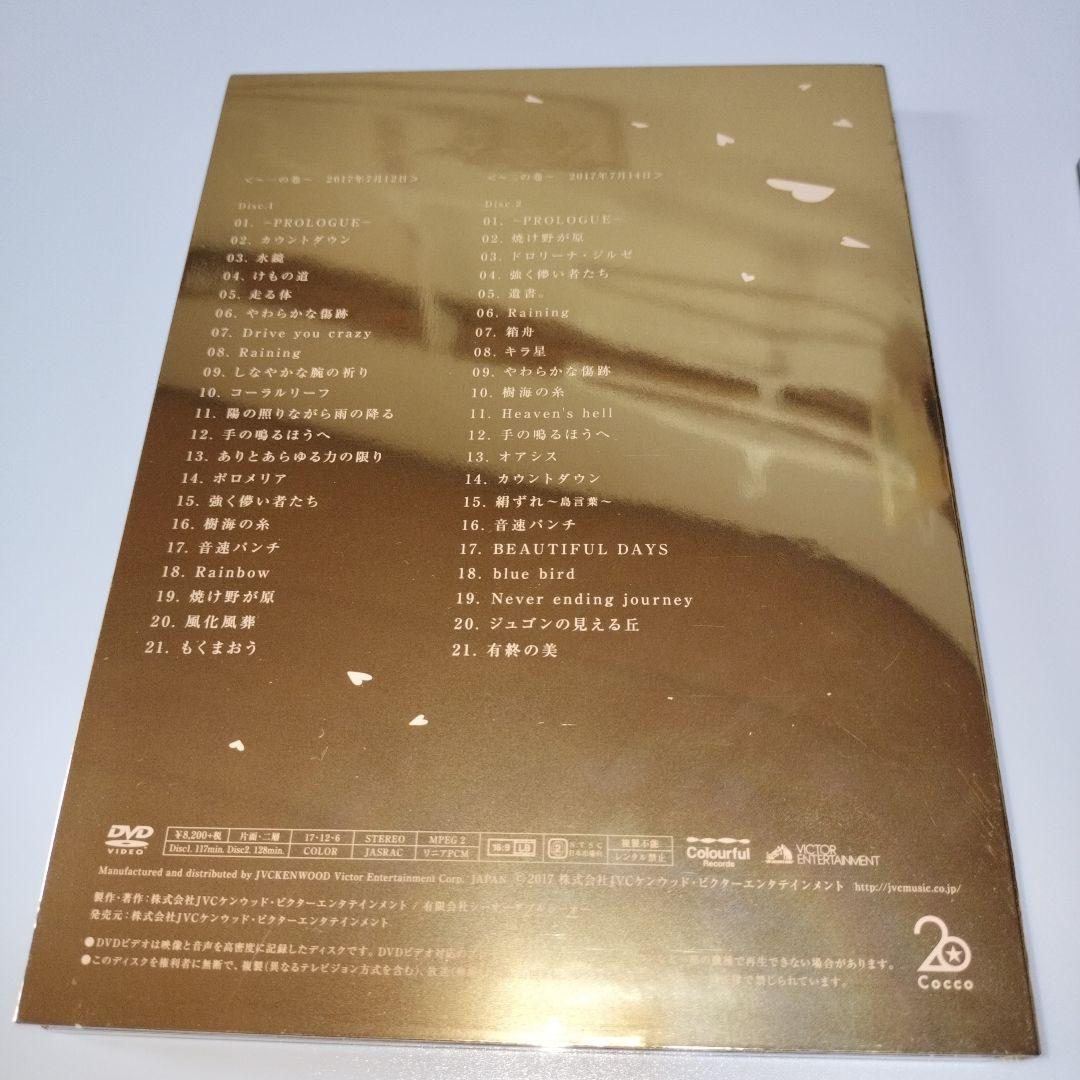 <~一の巻~ 2017年7月12日>
Disc.1
01. −PROLOGUE−
02. カウントダウン
03. 水鏡
04. けもの道
05. 走る体
06. やわらかな傷跡
07. Drive you crazy
08. Raining
09. しなやかな腕の祈り
10. コーラルリーフ
11. 陽の照りながら雨の降る
12. 手の鳴るほうへ
13. ありとあらゆる力の限り
14. ポロメリア
15. 強く儚い者たち
16. 樹海の糸
17. 音速パンチ
18. Rainbow
19. 焼け野が原
20. 風化風葬
21. もくまおう
<~二の巻~ 2017年7月14日>
Disc.2
01. −PROLOGUE−
02. 焼け野が原
03. ドロリーナ・ジルゼ
04. 強く儚い者たち
05. 遺書。
06. Raining
07. 箱舟
08. キラ星
09. やわらかな傷跡
10. 樹海の糸
11. Heaven's hell
12. 手の鳴るほうへ
13. オアシス
14. カウントダウン
15. 絹ずれ〜島言葉〜
16. 音速パンチ
17. BEAUTIFUL DAYS
18. blue bird
19. Never ending journey
20. ジュゴンの見える丘
21. 有終の美
DVD VIDEO
¥8,200+税 片面・二層 17・12・6 STEREO MPEG 2
Disc1. 117min. Disc2. 128min. COLOR JASRAC リニアPCM
16:9 LB
2 NTSC 日本市場向
複製不能 レンタル禁止
Colourful Records
VICTOR ENTERTAINMENT
Manufactured and distributed by JVCKENWOOD Victor Entertainment Corp. JAPAN ©2017 株式会社JVCケンウッド・ビクターエンタテインメント http://jvcmusic.co.jp/
製作・著作：株式会社JVCケンウッド・ビクターエンタテインメント / 有限会社
発売元：株式会社JVCケンウッド・ビクターエンタテインメント
●DVDビデオは映像と音声を高密度に記録したディスクです。DVDビデオ対応の 再生できない場合があります。
●このディスクを権利者に無断で、複製(異なるテレビジョン方式を含む)、放送 禁じられています。
20
Cocco